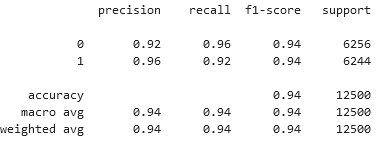 precision recall f1-score support
0 0.92 0.96 0.94 6256
1 0.96 0.92 0.94 6244
accuracy 0.94 12500
macro avg 0.94 0.94 0.94 12500
weighted avg 0.94 0.94 0.94 12500